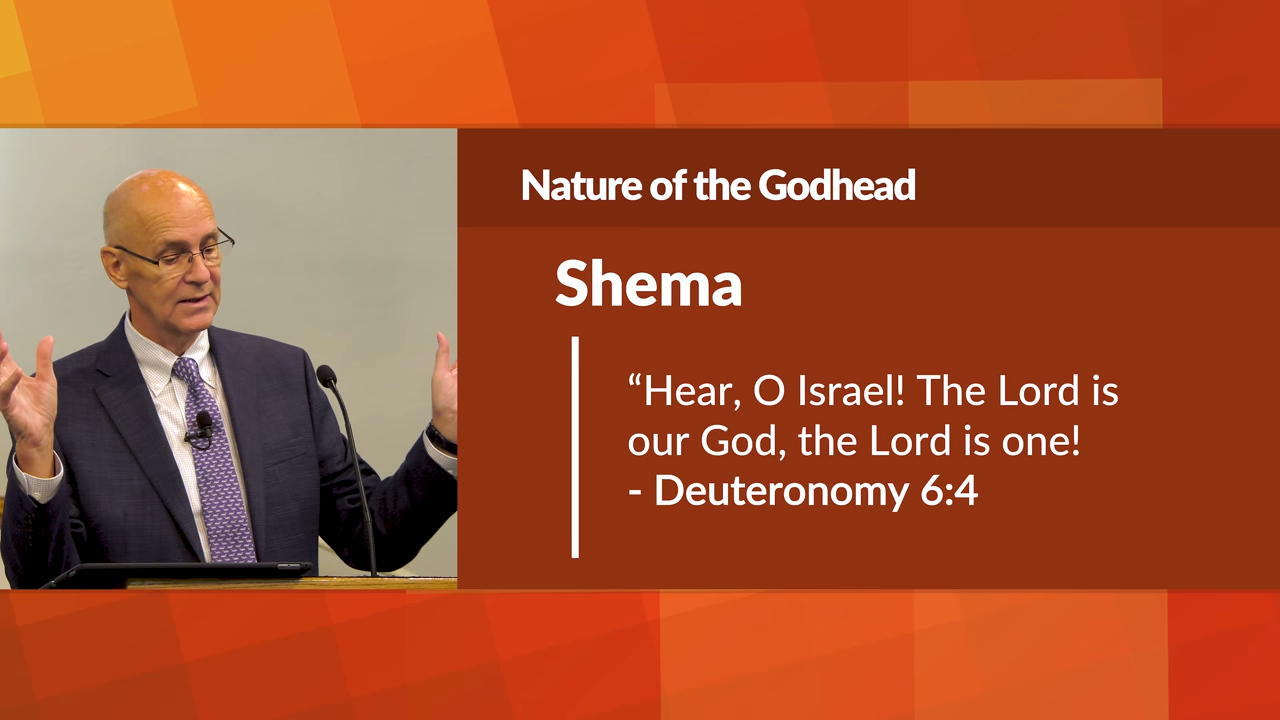 Nature of the Godhead
Shema
“Hear, O Israel! The Lord is
our God, the Lord is one!
- Deuteronomy 6:4